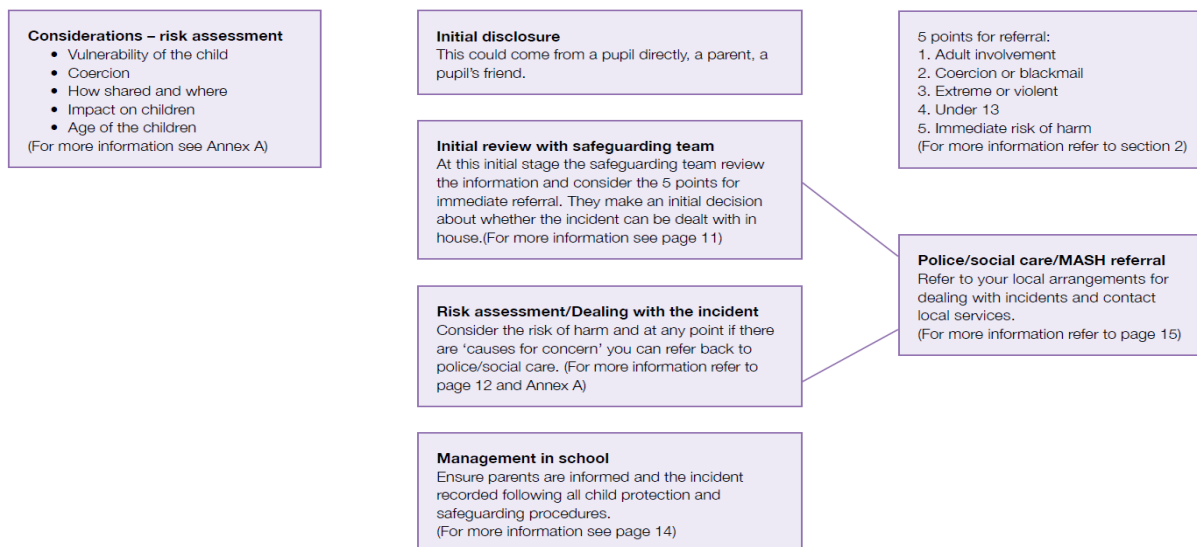 Considerations – risk assessment
• Vulnerability of the child
• Coercion
• How shared and where
• Impact on children
• Age of the children
(For more information see Annex A)
Initial disclosure
This could come from a pupil directly, a parent, a
pupil's friend.
5 points for referral:
1. Adult involvement
2. Coercion or blackmail
3. Extreme or violent
4. Under 13
5. Immediate risk of harm
(For more information refer to section 2)
Initial review with safeguarding team
At this initial stage the safeguarding team review
the information and consider the 5 points for
immediate referral. They make an initial decision
about whether the incident can be dealt with in
house.(For more information see page 11)
Police/social care/MASH referral
Refer to your local arrangements for
dealing with incidents and contact
local services.
(For more information refer to page 15)
Risk assessment/Dealing with the incident
Consider the risk of harm and at any point if there
are ‘causes for concern’ you can refer back to
police/social care. (For more information refer to
page 12 and Annex A)
Management in school
Ensure parents are informed and the incident
recorded following all child protection and
safeguarding procedures.
(For more information see page 14)